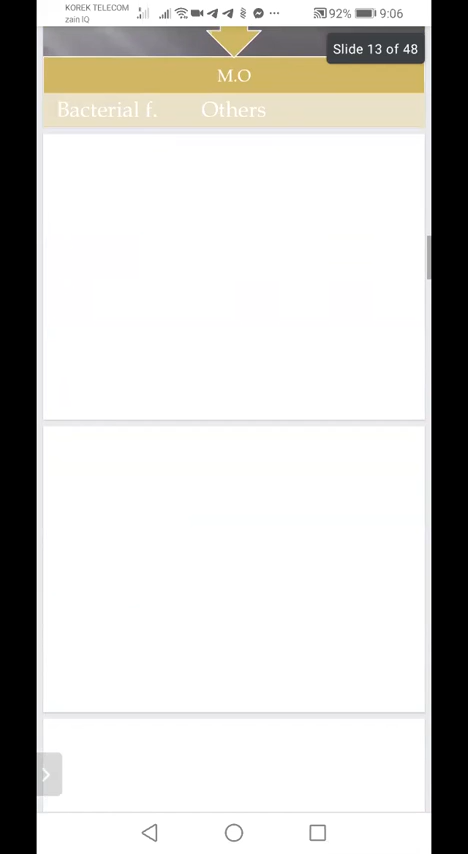 KOREK TELECOM
zain IQ
92% 9:06
Slide 13 of 48
M.O
Bacterial f. Others